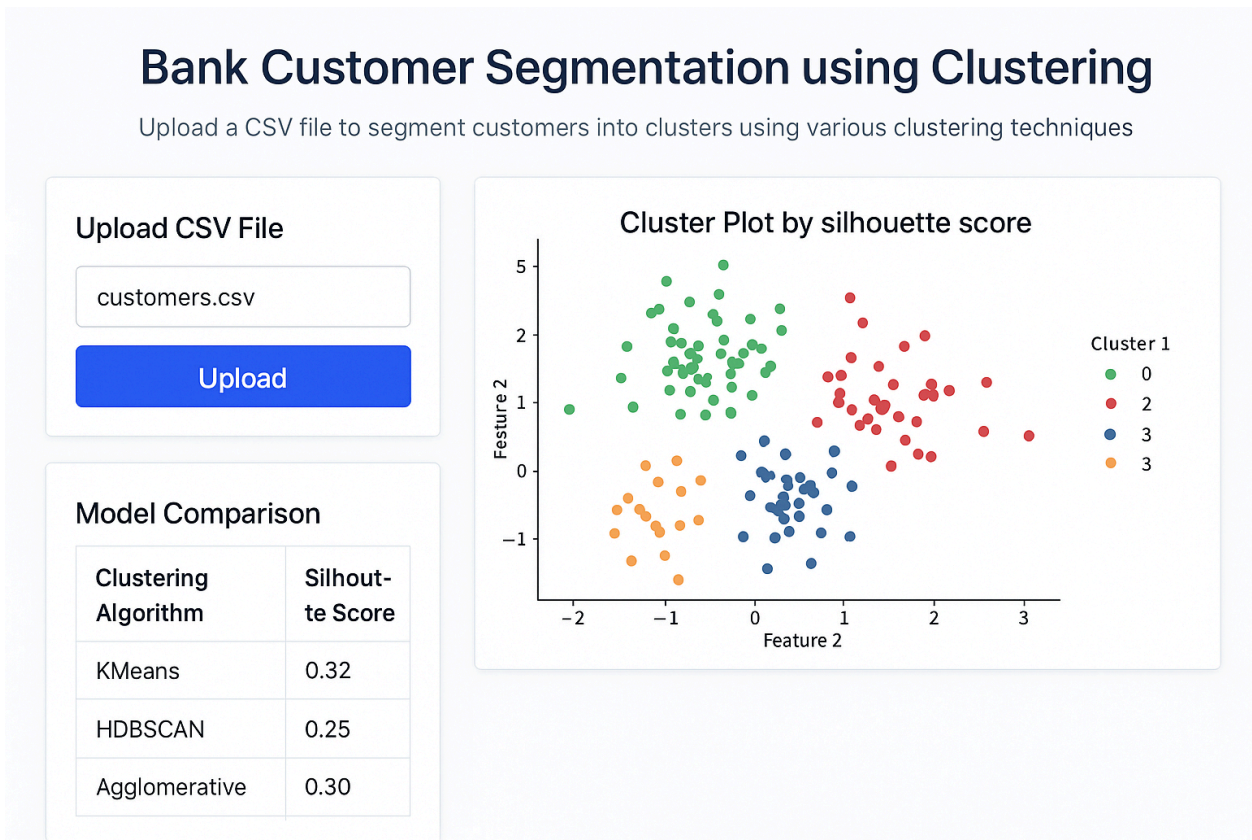 Bank Customer Segmentation using Clustering
Upload a CSV file to segment customers into clusters using various clustering techniques
Upload CSV File
customers.csv
Upload
Model Comparison
Clustering Silhout-
Algorithm te Score
KMeans 0.32
HDBSCAN 0.25
Agglomerative 0.30
Cluster Plot by silhouette score
5
2
1
0
−1
Festure 2
−2 −1 0 1 2 3
Feature 2
Cluster 1
0
2
3
3